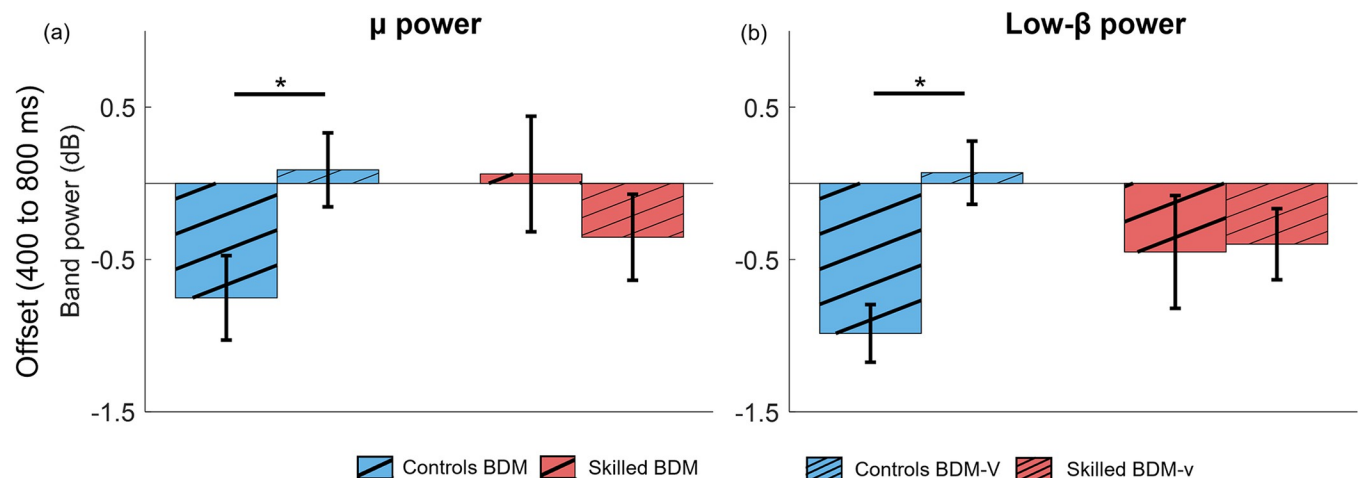 (a)
μ power
(b)
Low-β power
Offset (400 to 800 ms)
Band power (dB)
0.5
-0.5
-1.5
*
0.5
-0.5
-1.5
*
Controls BDM
Skilled BDM
Controls BDM-V
Skilled BDM-v